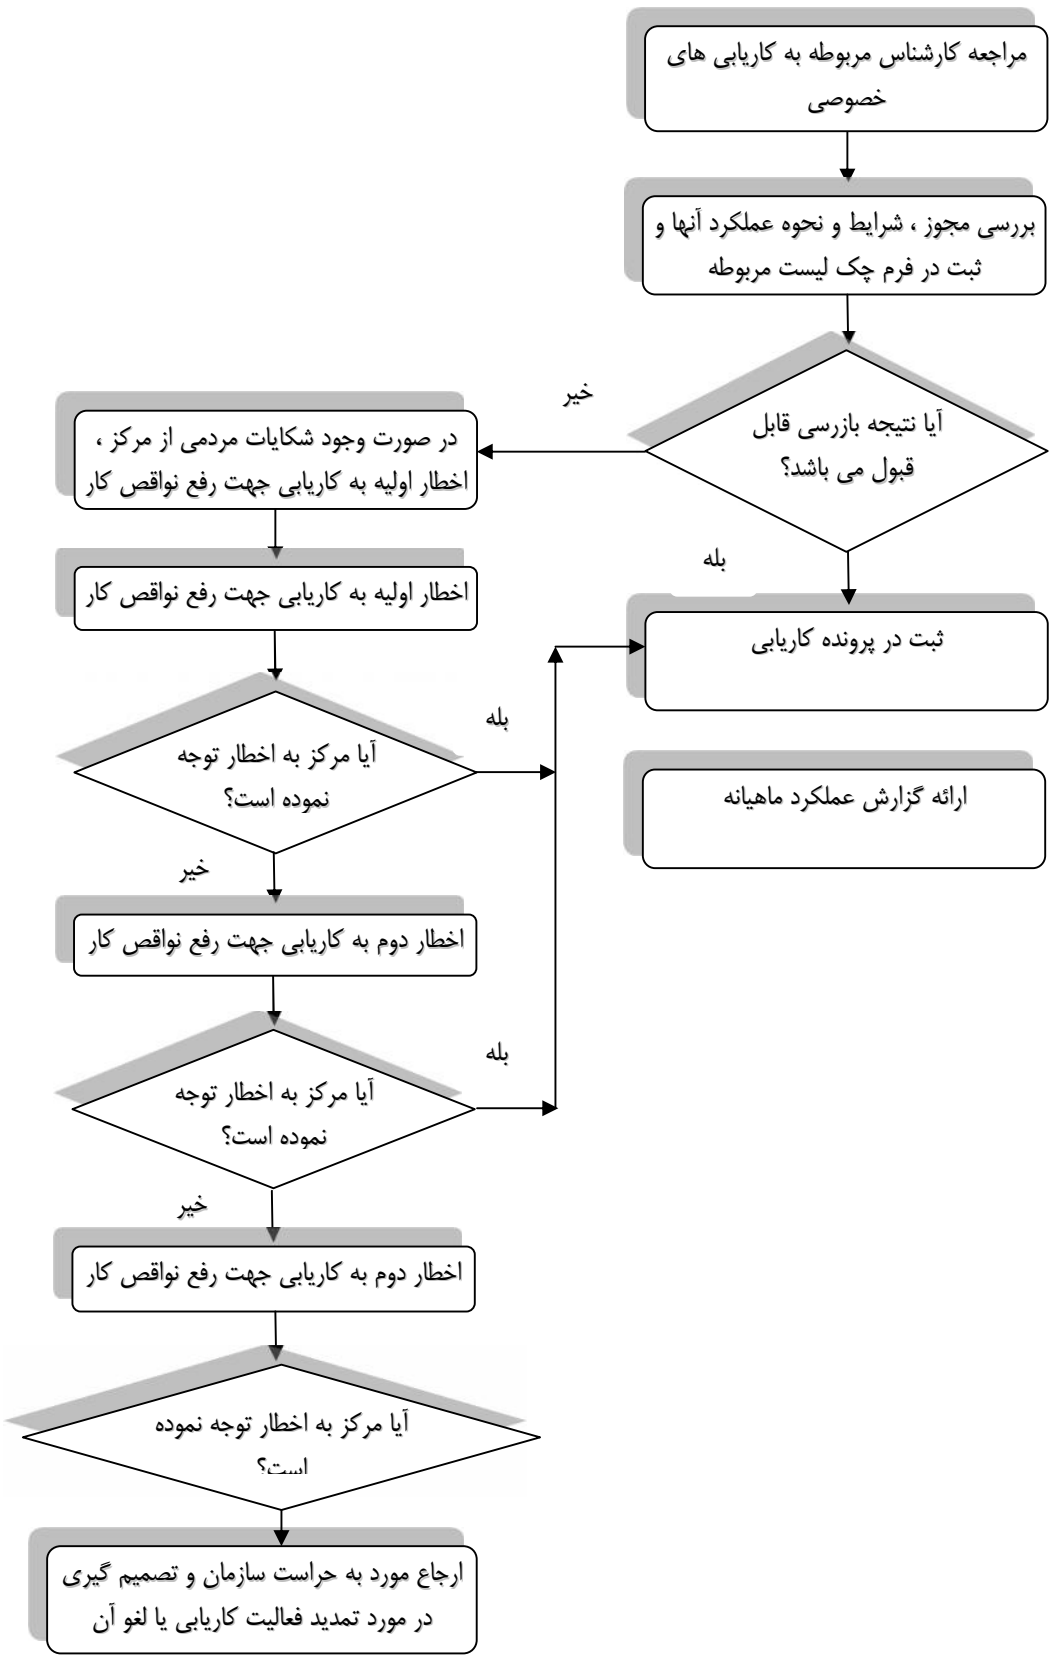 مراجعه کارشناس مربوطه به کاریابی های
خصوصی
بررسی مجوز ، شرایط و نحوه عملکرد آنها و
ثبت در فرم چک لیست مربوطه
آیا نتیجه بازرسی قابل
قبول می باشد؟
خیر
بله
ثبت در پرونده کاریابی
ارائه گزارش عملکرد ماهیانه
در صورت وجود شکایات مردمی از مرکز ،
اخطار اولیه به کاریابی جهت رفع نواقص کار
اخطار اولیه به کاریابی جهت رفع نواقص کار
آیا مرکز به اخطار توجه
نموده است؟
بله
خیر
اخطار دوم به کاریابی جهت رفع نواقص کار
آیا مرکز به اخطار توجه
نموده است؟
بله
خیر
اخطار دوم به کاریابی جهت رفع نواقص کار
آیا مرکز به اخطار توجه نموده
است؟
ارجاع مورد به حراست سازمان و تصمیم گیری
در مورد تمدید فعالیت کاریابی یا لغو آن